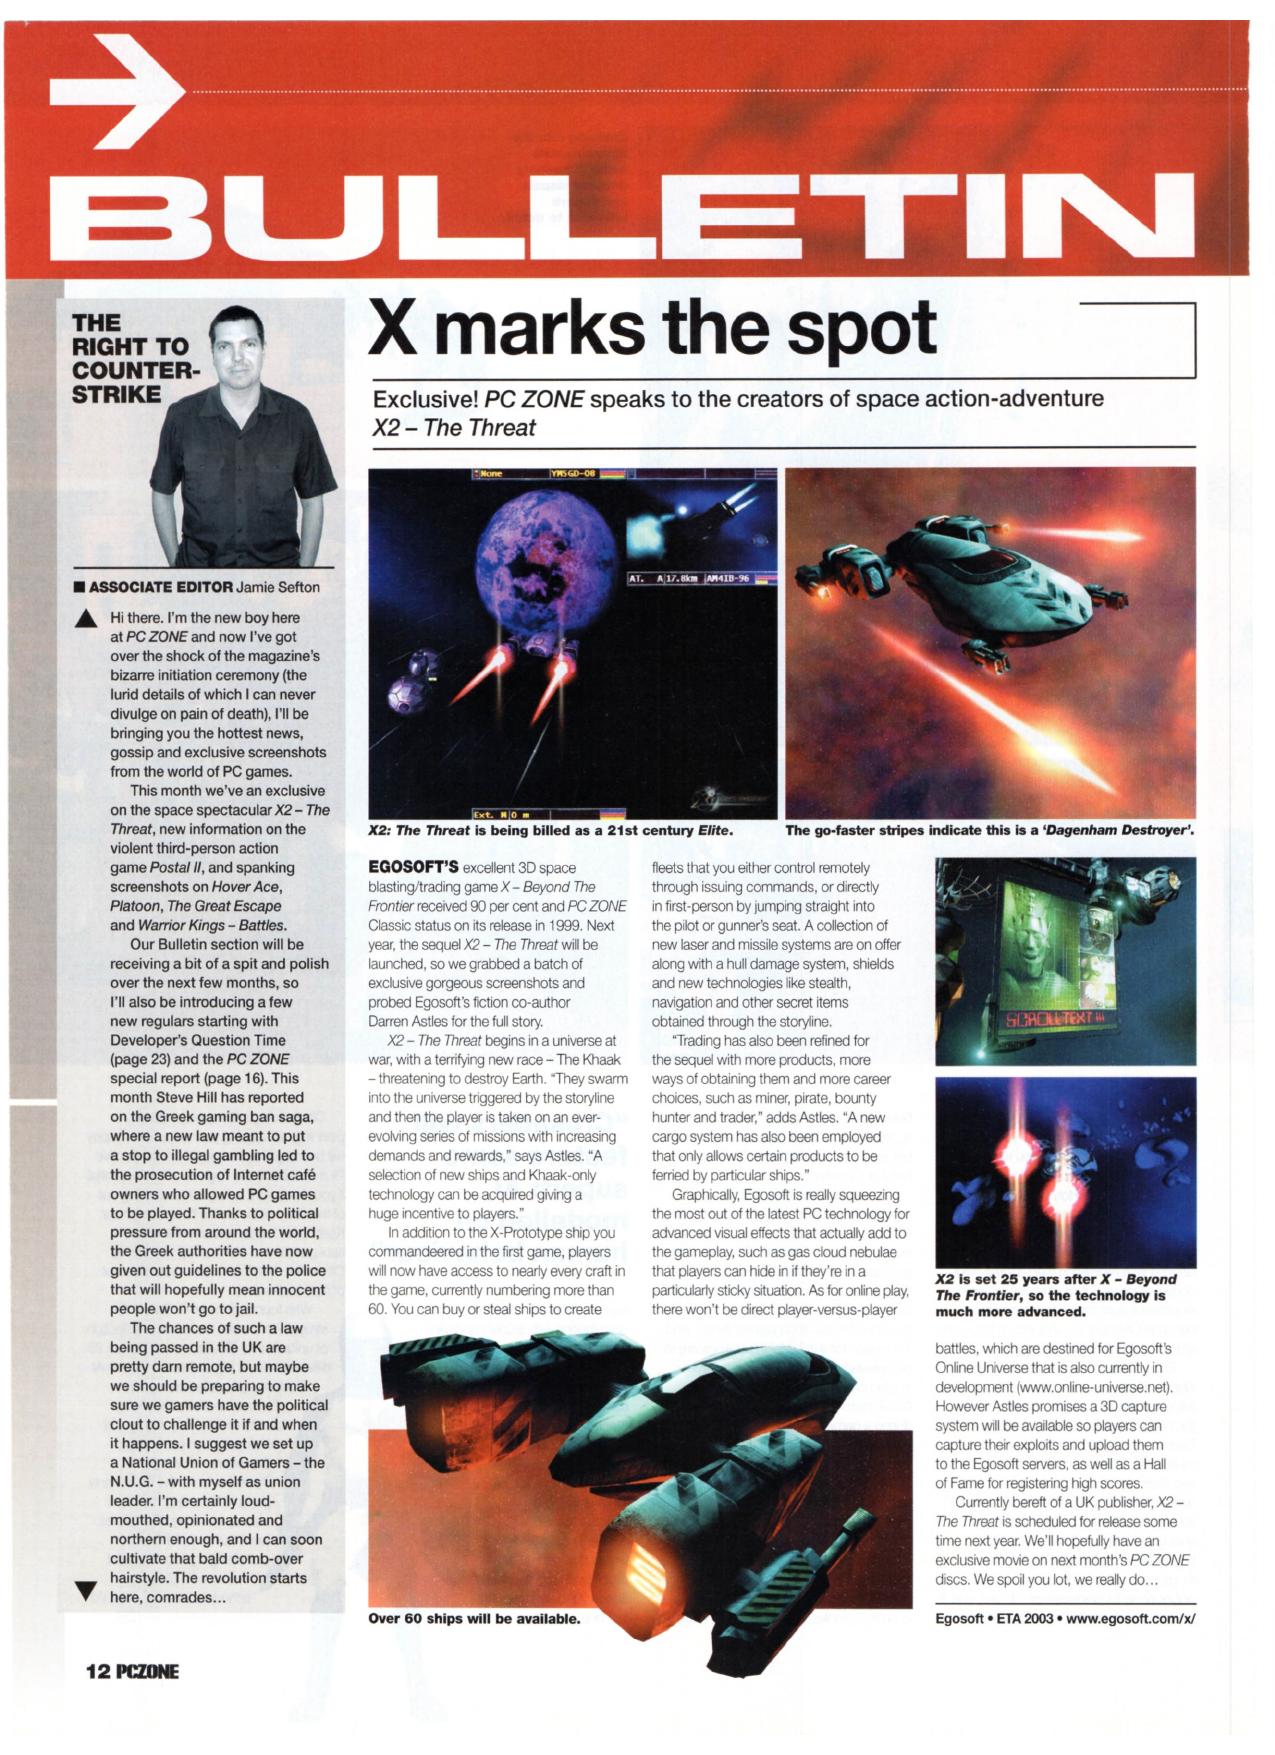 BULLETIN
THE
RIGHT TO
COUNTER-
STRIKE
■ ASSOCIATE EDITOR Jamie Sefton
Hi there. I'm the new boy here
at PC ZONE and now I've got
over the shock of the magazine's
bizarre initiation ceremony (the
lurid details of which I can never
divulge on pain of death), I'll be
bringing you the hottest news,
gossip and exclusive screenshots
from the world of PC games.
This month we've an exclusive
on the space spectacular X2 – The
Threat, new information on the
violent third-person action
game Postal II, and spanking
screenshots on Hover Ace,
Platoon, The Great Escape
and Warrior Kings – Battles.
Our Bulletin section will be
receiving a bit of a spit and polish
over the next few months, so
I'll also be introducing a few
new regulars starting with
Developer's Question Time
(page 23) and the PC ZONE
special report (page 16). This
month Steve Hill has reported
on the Greek gaming ban saga,
where a new law meant to put
a stop to illegal gambling led to
the prosecution of Internet café
owners who allowed PC games
to be played. Thanks to political
pressure from around the world,
the Greek authorities have now
given out guidelines to the police
that will hopefully mean innocent
people won't go to jail.
The chances of such a law
being passed in the UK are
pretty darn remote, but maybe
we should be preparing to make
sure we gamers have the political
clout to challenge it if and when
it happens. I suggest we set up
a National Union of Gamers – the
N.U.G. – with myself as union
leader. I'm certainly loud-
mouthed, opinionated and
northern enough, and I can soon
cultivate that bald comb-over
hairstyle. The revolution starts
here, comrades...
X marks the spot
Exclusive! PC ZONE speaks to the creators of space action-adventure
X2 – The Threat
None YMSGD-08
AT. A 17.8km AM4IB-96
Ext. M 0 m
X2: The Threat is being billed as a 21st century Elite.
The go-faster stripes indicate this is a 'Dagenham Destroyer'.
EGOSOFT'S excellent 3D space
blasting/trading game X – Beyond The
Frontier received 90 per cent and PC ZONE
Classic status on its release in 1999. Next
year, the sequel X2 – The Threat will be
launched, so we grabbed a batch of
exclusive gorgeous screenshots and
probed Egosoft's fiction co-author
Darren Astles for the full story.
X2 – The Threat begins in a universe at
war, with a terrifying new race – The Khaak
– threatening to destroy Earth. "They swarm
into the universe triggered by the storyline
and then the player is taken on an ever-
evolving series of missions with increasing
demands and rewards," says Astles. "A
selection of new ships and Khaak-only
technology can be acquired giving a
huge incentive to players."
In addition to the X-Prototype ship you
commandeered in the first game, players
will now have access to nearly every craft in
the game, currently numbering more than
60. You can buy or steal ships to create
fleets that you either control remotely
through issuing commands, or directly
in first-person by jumping straight into
the pilot or gunner's seat. A collection of
new laser and missile systems are on offer
along with a hull damage system, shields
and new technologies like stealth,
navigation and other secret items
obtained through the storyline.
"Trading has also been refined for
the sequel with more products, more
ways of obtaining them and more career
choices, such as miner, pirate, bounty
hunter and trader," adds Astles. "A new
cargo system has also been employed
that only allows certain products to be
ferried by particular ships."
Graphically, Egosoft is really squeezing
the most out of the latest PC technology for
advanced visual effects that actually add to
the gameplay, such as gas cloud nebulae
that players can hide in if they're in a
particularly sticky situation. As for online play,
there won't be direct player-versus-player
SCROLLTEXT !!!
X2 is set 25 years after X – Beyond
The Frontier, so the technology is
much more advanced.
battles, which are destined for Egosoft's
Online Universe that is also currently in
development (www.online-universe.net).
However Astles promises a 3D capture
system will be available so players can
capture their exploits and upload them
to the Egosoft servers, as well as a Hall
of Fame for registering high scores.
Currently bereft of a UK publisher, X2 –
The Threat is scheduled for release some
time next year. We'll hopefully have an
exclusive movie on next month's PC ZONE
discs. We spoil you lot, we really do...
Over 60 ships will be available.
Egosoft • ETA 2003 • www.egosoft.com/x/
12 PCZONE